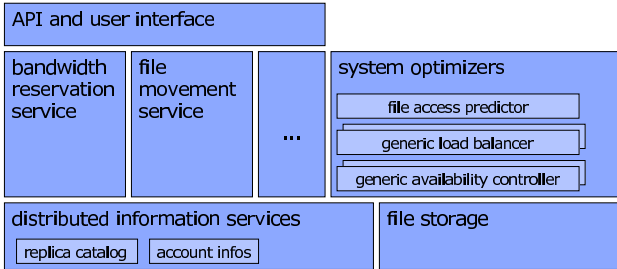 API and user interface
bandwidth
reservation
service
file
movement
service
...
system optimizers
file access predictor
generic load balancer
generic availability controller
distributed information services
replica catalog
account infos
file storage